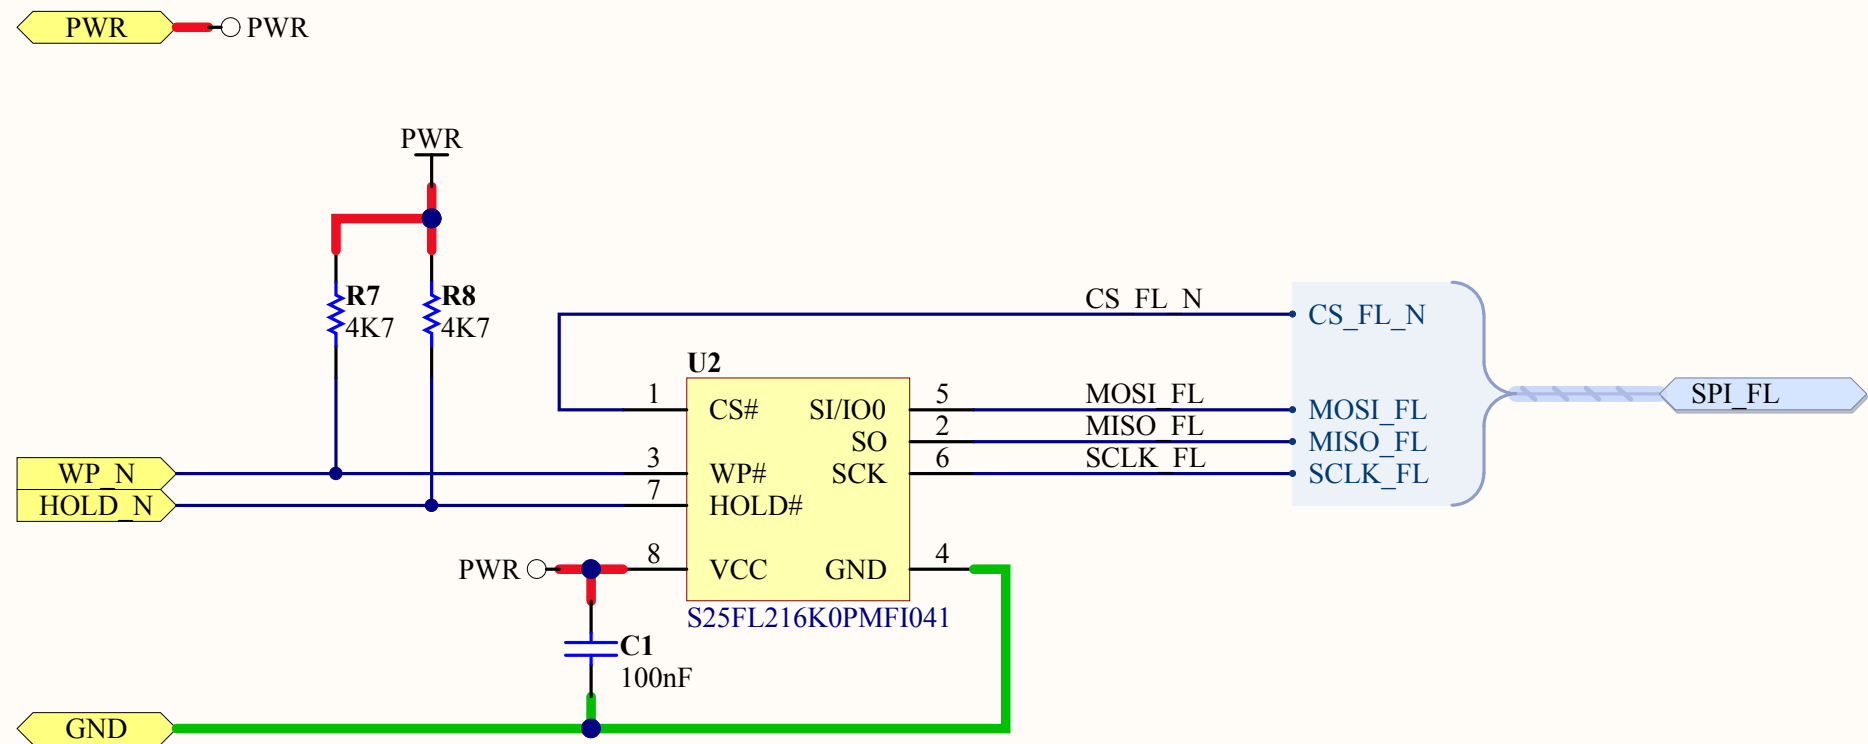 PWR PWR
PWR
R7 R8
4K7 4K7
CS_FL_N
CS_FL_N
U2
1 CS# SI/IO0 5 MOSI_FL MOSI_FL
SO 2 MISO_FL MISO_FL
WP_N 3 WP# SCK 6 SCLK_FL SCLK_FL
HOLD_N 7 HOLD#
SPI_FL
PWR 8 VCC GND 4
S25FL216K0PMFI041
C1
100nF
GND